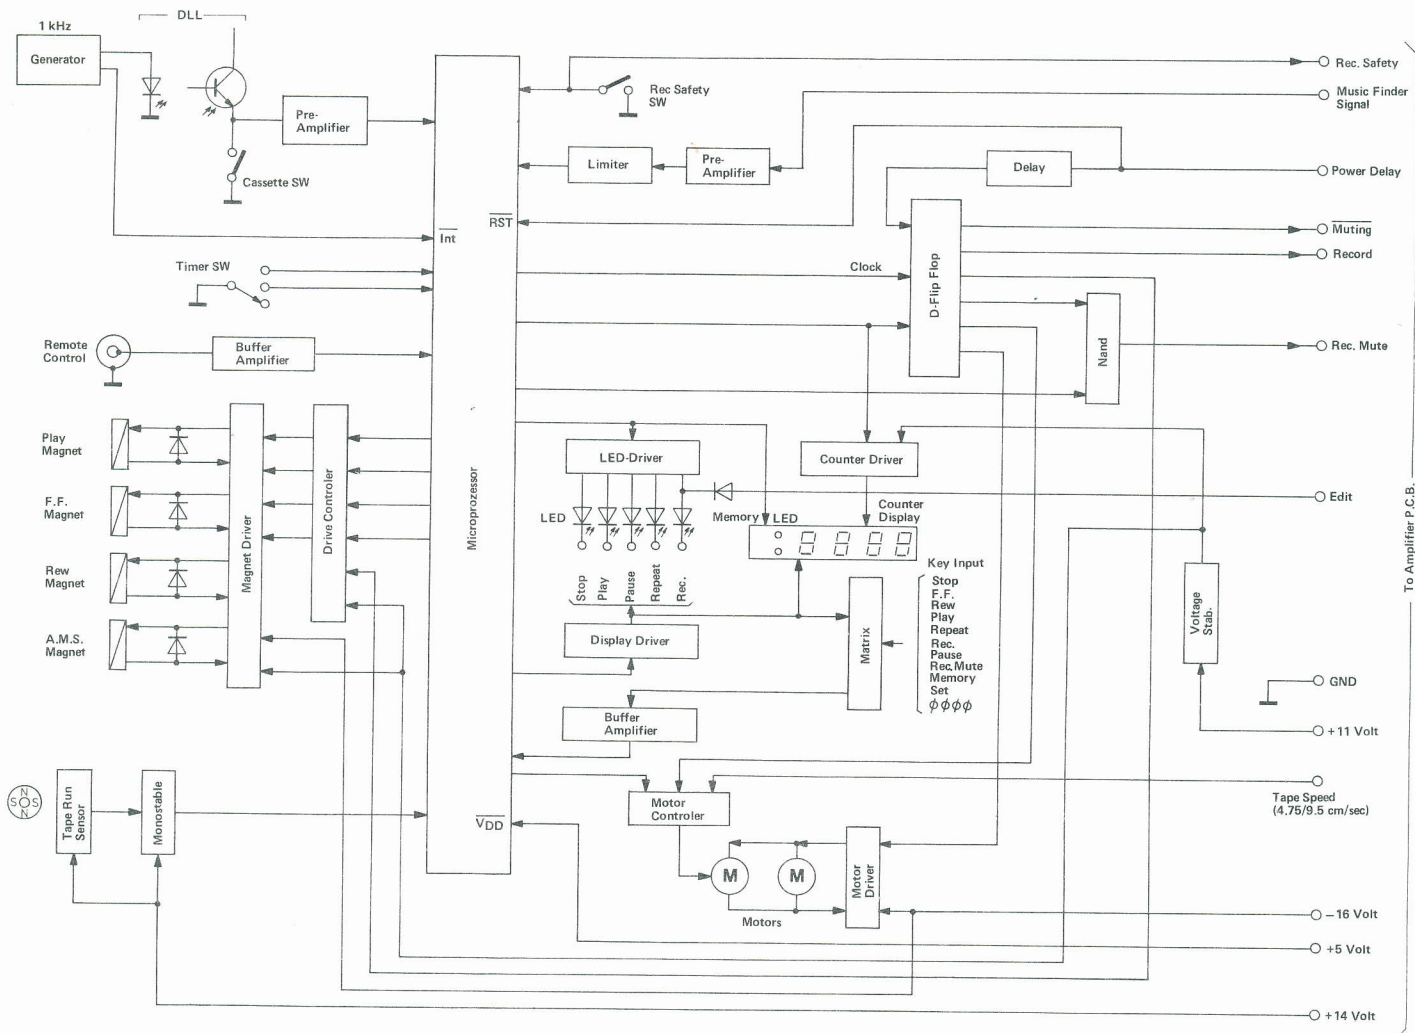 DLL
1 kHz
Generator
Pre-
Amplifier
Cassette SW
Int
Timer SW
Remote
Control
Buffer
Amplifier
Play
Magnet
F.F.
Magnet
Rew
Magnet
A.M.S.
Magnet
Magnet Driver
Drive Controler
Microprozessor
RST
VDD
N
S S
N
Tape Run
Sensor
Monostable
Rec Safety
SW
Limiter
Pre-
Amplifier
Delay
Clock
D-Flip Flop
Nand
LED-Driver
LED
Stop
Play
Pause
Repeat
Rec.
Memory
LED
Counter Driver
Counter
Display
Display Driver
Matrix
Key Input
Stop
F.F.
Rew
Play
Repeat
Rec.
Pause
Rec.Mute
Memory
Set
ϕϕϕϕ
Buffer
Amplifier
Motor
Controler
M
M
Motors
Motor
Driver
Voltage
Stab.
Rec. Safety
Music Finder
Signal
Power Delay
Muting
Record
Rec. Mute
Edit
GND
+11 Volt
Tape Speed
(4.75/9.5 cm/sec)
−16 Volt
+5 Volt
+14 Volt
To Amplifier P.C.B.